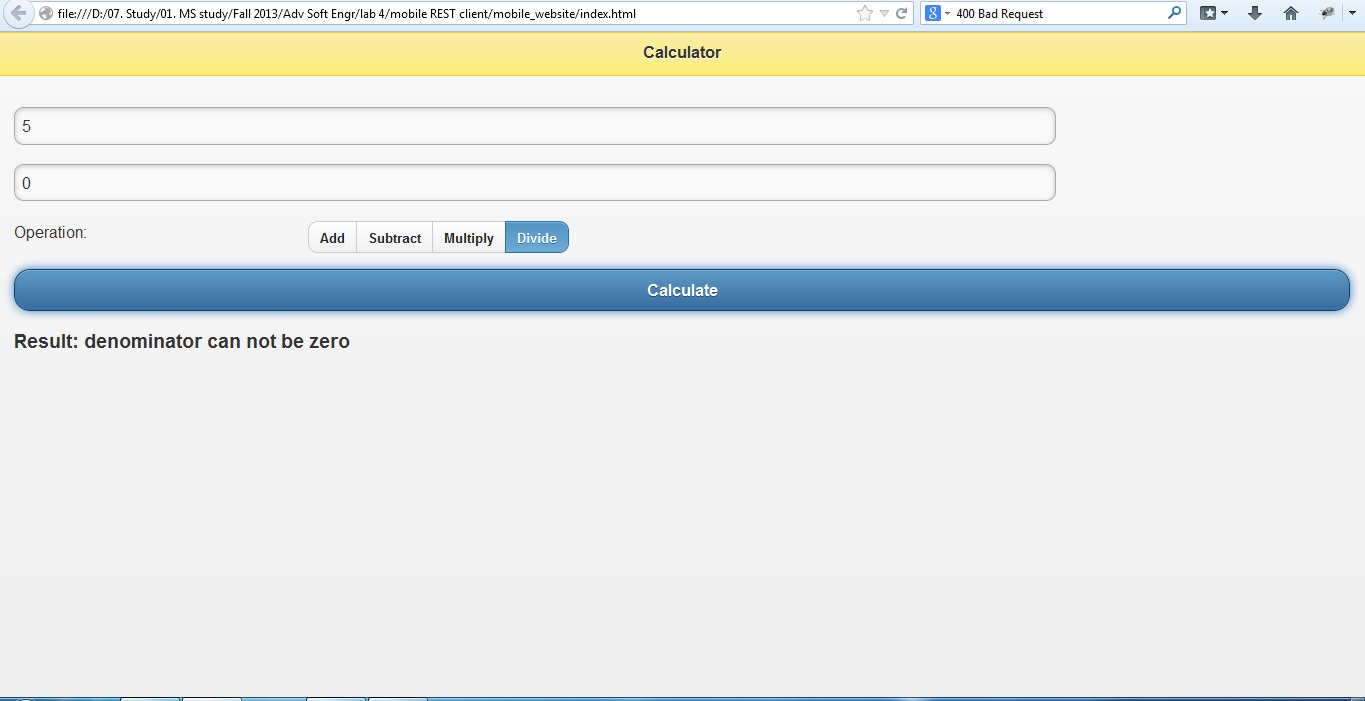 file:///D:/07. Study/01. MS study/Fall 2013/Adv Soft Engr/lab 4/mobile REST client/mobile_website/index.html
8
400 Bad Request
Calculator
5
0
Operation:
Add Subtract Multiply Divide
Calculate
Result: denominator can not be zero